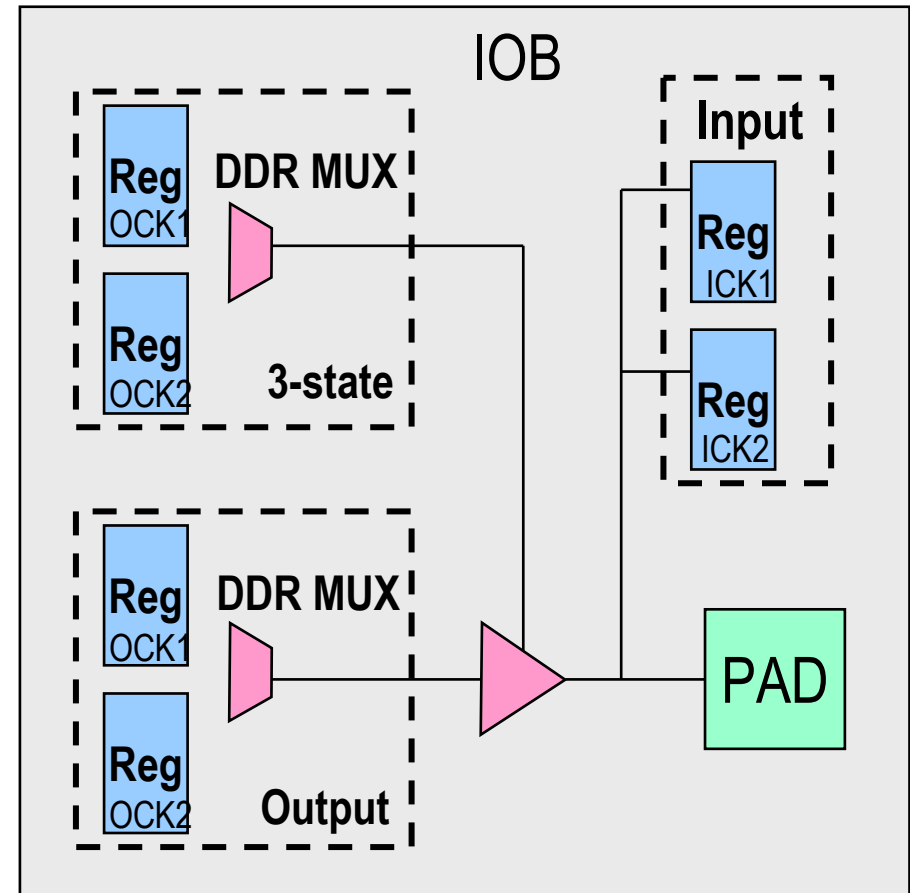 IOB
Reg
OCK1
DDR MUX
Reg
OCK2
3-state
Input
Reg
ICK1
Reg
ICK2
Reg
OCK1
DDR MUX
Reg
OCK2
Output
PAD